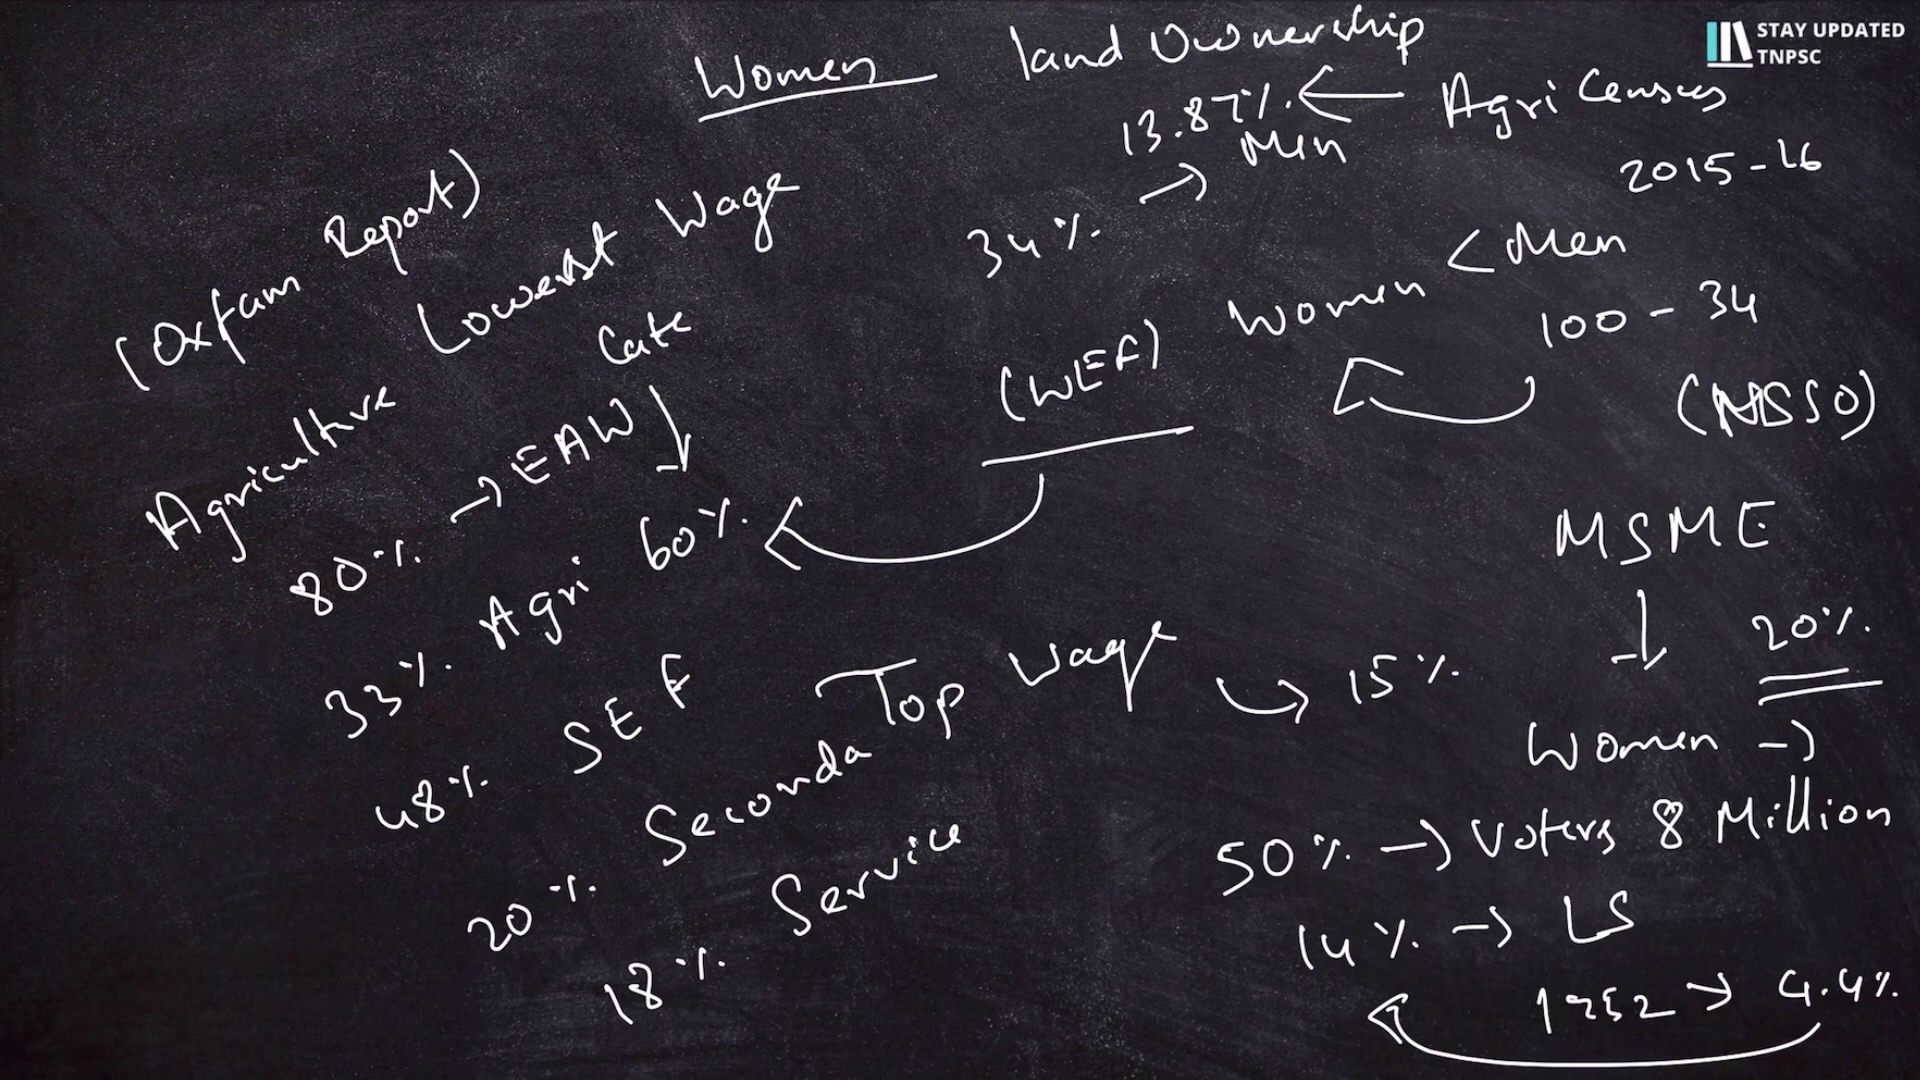 STAY UPDATED
TNPSC
Women land Ownership
13.87% ← Agri Census
2015-16
34% → Men
Women < Men
100 - 34
(NSSO)
(WEF)
(Oxfam Report)
Lowest Wage
Cate
Agriculture
80% → EAW
33% Agri 60%
48% SEF
20% Seconda
18% Service
Top Wage → 15%
MSME
20%
Women →
8 Million
50% → Voters
14% → LS
1952 → 4.4%